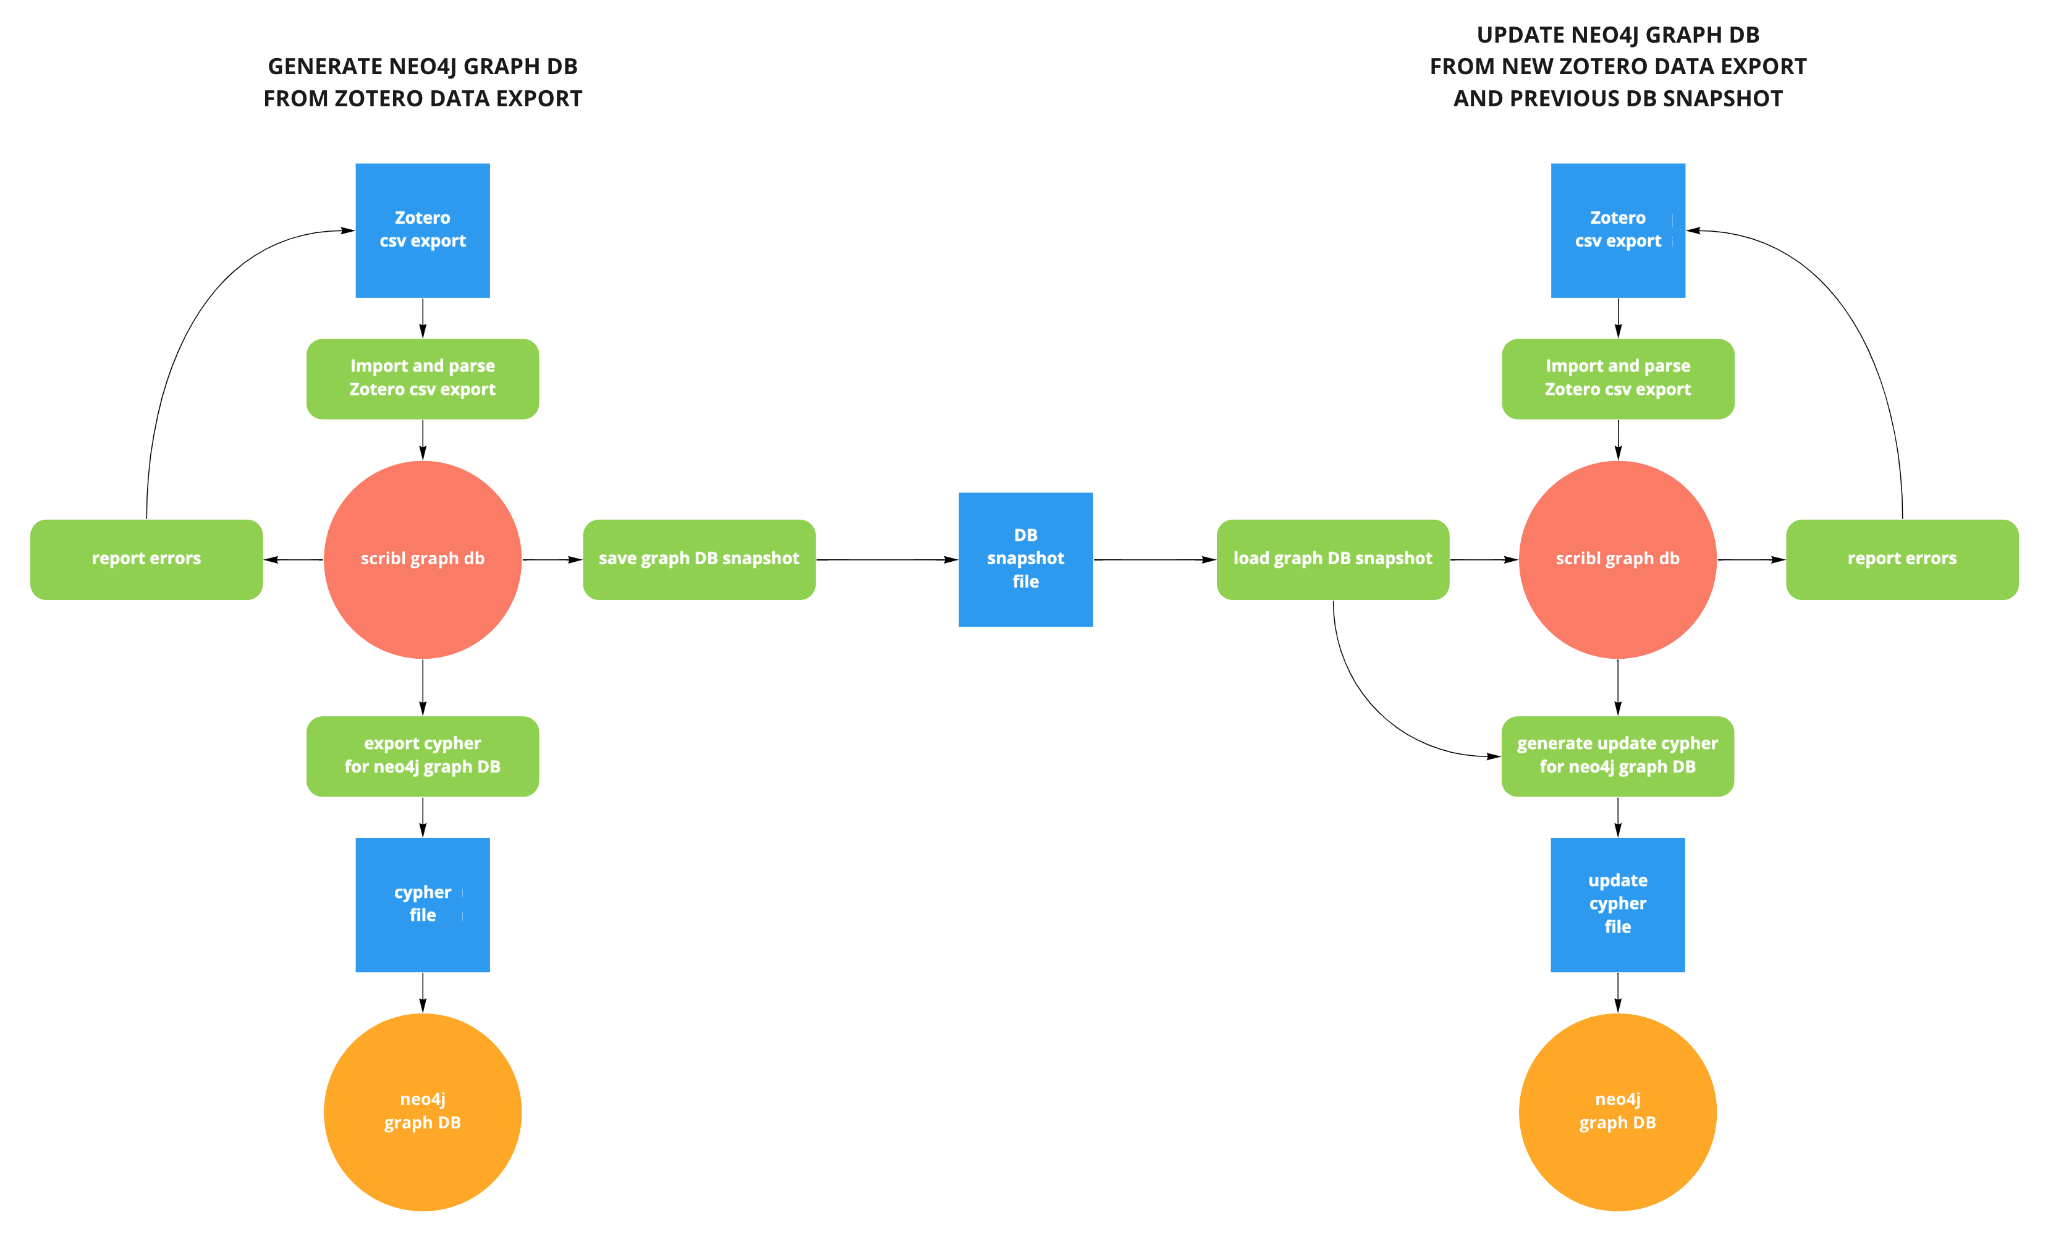 GENERATE NEO4J GRAPH DB
FROM ZOTERO DATA EXPORT
UPDATE NEO4J GRAPH DB
FROM NEW ZOTERO DATA EXPORT
AND PREVIOUS DB SNAPSHOT
Zotero
csv export
Import and parse
Zotero csv export
report errors
scribl graph db
save graph DB snapshot
export cypher
for neo4j graph DB
cypher
file
neo4j
graph DB
DB
snapshot
file
Zotero
csv export
Import and parse
Zotero csv export
load graph DB snapshot
scribl graph db
report errors
generate update cypher
for neo4j graph DB
update
cypher
file
neo4j
graph DB